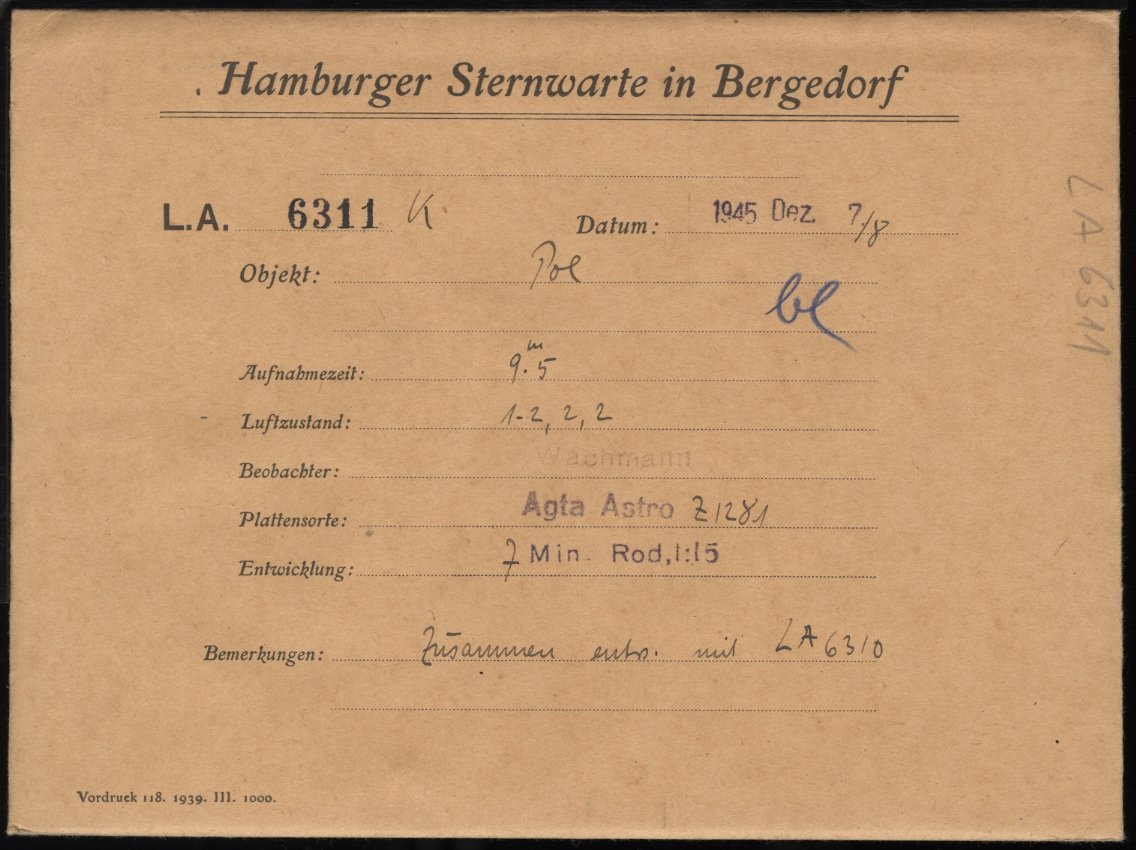 Hamburger Sternwarte in Bergedorf
L.A. 6311 K Datum: 1945 Dez. 7/8
Objekt: Pol
bl
Aufnahmezeit: 9.ᵐ5
Luftzustand: 1-2, 2, 2
Beobachter: Wachmann
Plattensorte: Agfa Astro Z1281
Entwicklung: 7 Min. Rod, 1:15
Bemerkungen: Zusammen entw. mit LA 6310
Vordruck 118. 1939. III. 1000.
LA 6311